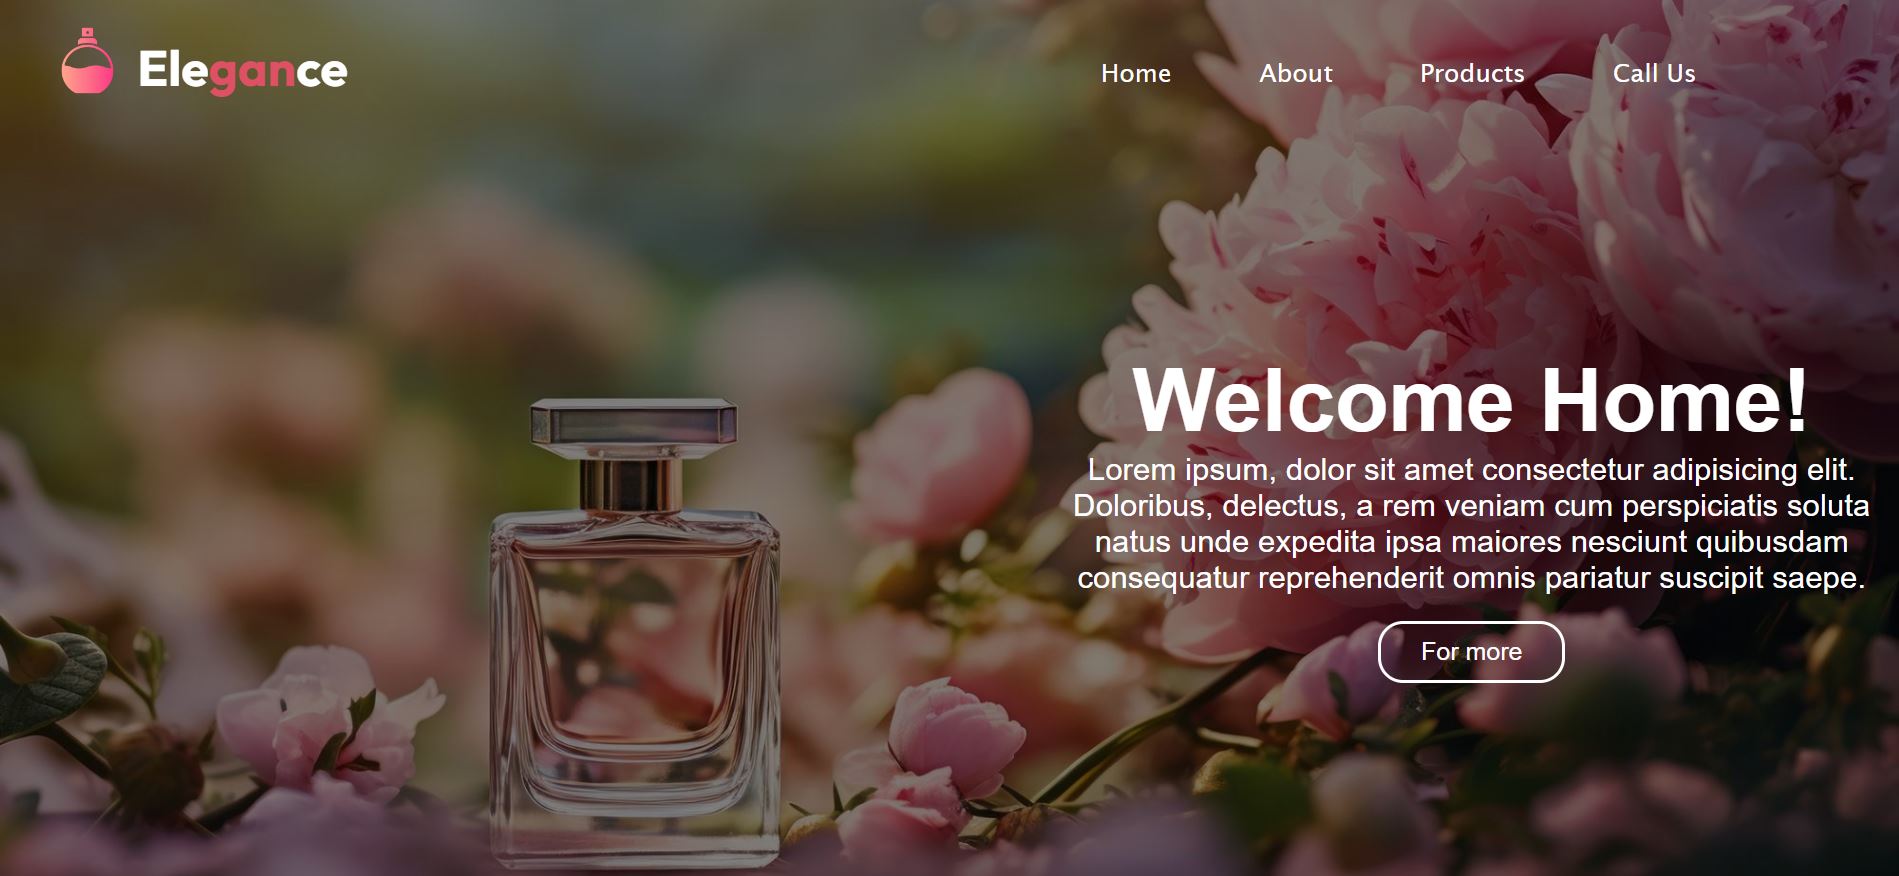 Elegance
Home About Products Call Us
Welcome Home!
Lorem ipsum, dolor sit amet consectetur adipisicing elit.
Doloribus, delectus, a rem veniam cum perspiciatis soluta
natus unde expedita ipsa maiores nesciunt quibusdam
consequatur reprehenderit omnis pariatur suscipit saepe.
For more